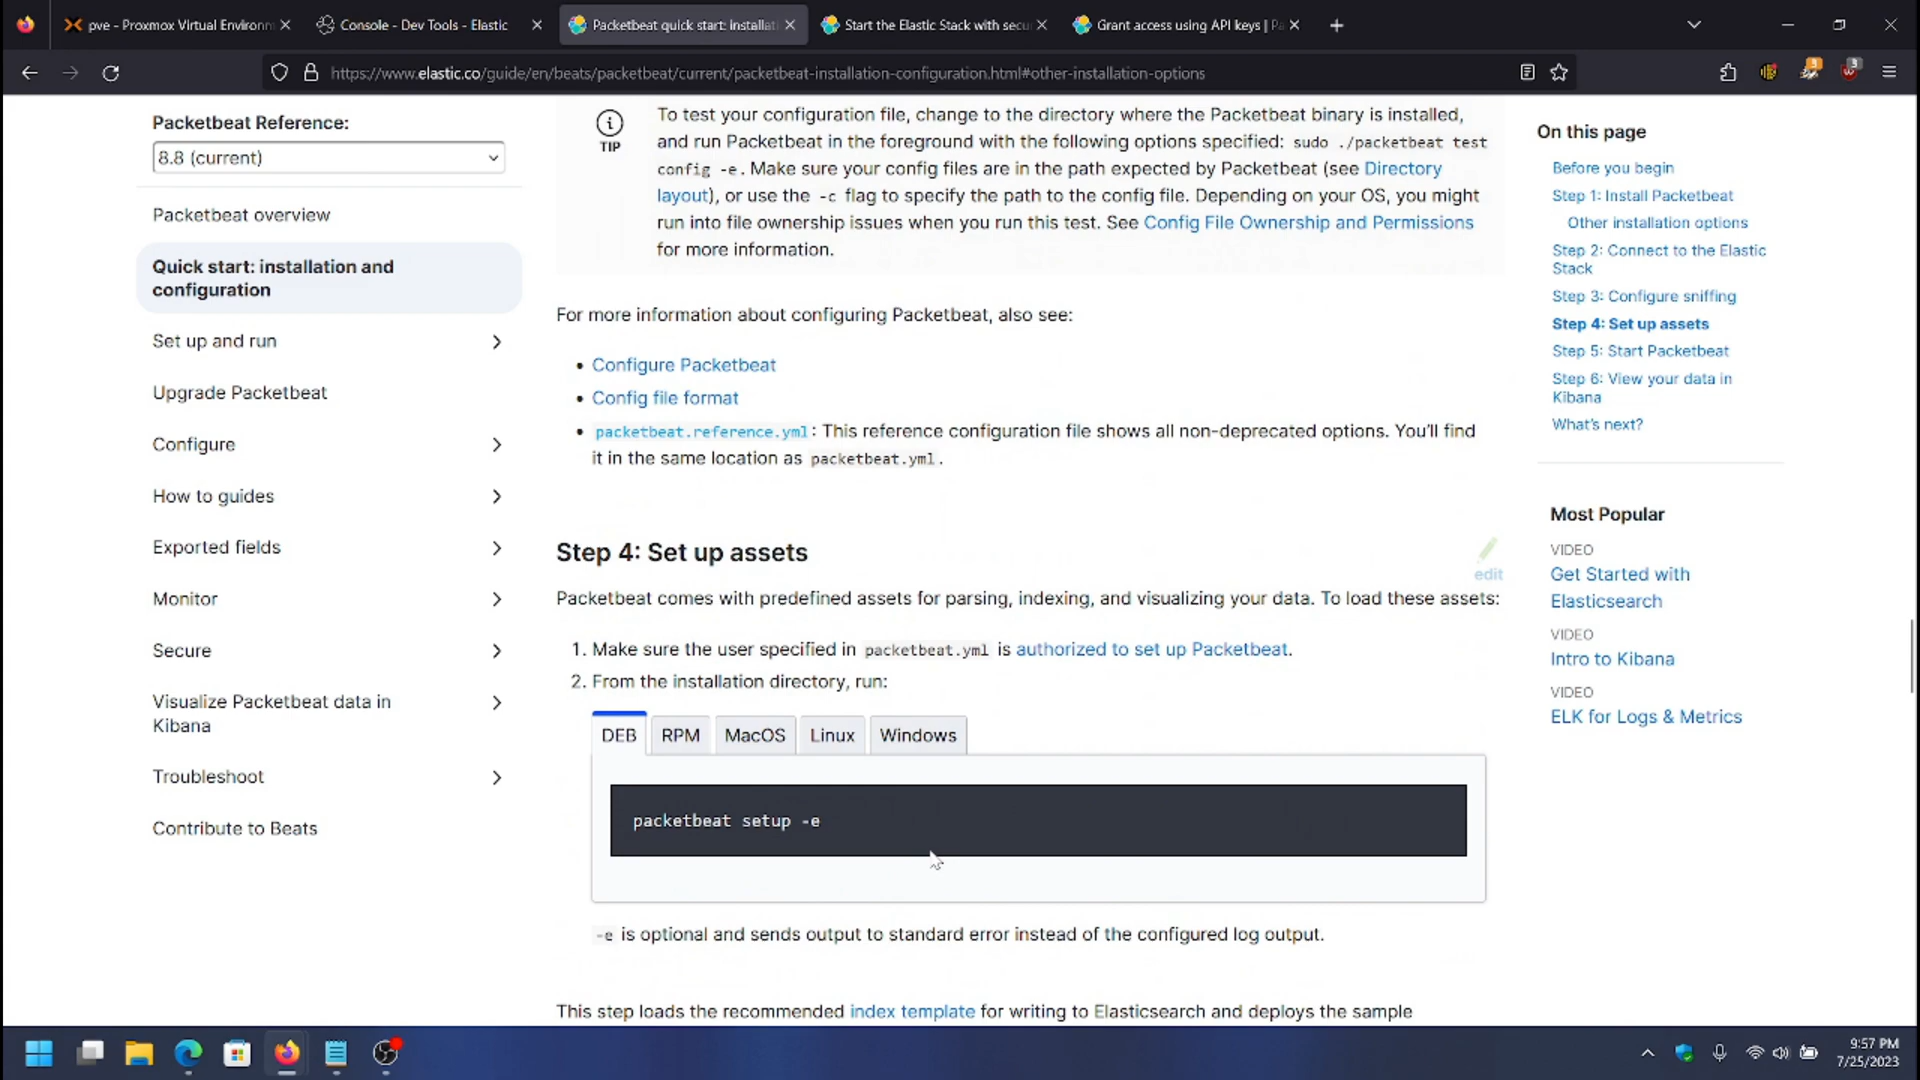 pve - Proxmox Virtual Environm
Console - Dev Tools - Elastic
Packetbeat quick start: installati
Start the Elastic Stack with secu
Grant access using API keys | Pa
https://www.elastic.co/guide/en/beats/packetbeat/current/packetbeat-installation-configuration.html#other-installation-options
Packetbeat Reference:
8.8 (current)
Packetbeat overview
Quick start: installation and
configuration
Set up and run
Upgrade Packetbeat
Configure
How to guides
Exported fields
Monitor
Secure
Visualize Packetbeat data in
Kibana
Troubleshoot
Contribute to Beats
TIP
To test your configuration file, change to the directory where the Packetbeat binary is installed,
and run Packetbeat in the foreground with the following options specified: sudo ./packetbeat test
config -e. Make sure your config files are in the path expected by Packetbeat (see Directory
layout), or use the -c flag to specify the path to the config file. Depending on your OS, you might
run into file ownership issues when you run this test. See Config File Ownership and Permissions
for more information.
For more information about configuring Packetbeat, also see:
• Configure Packetbeat
• Config file format
• packetbeat.reference.yml: This reference configuration file shows all non-deprecated options. You'll find
it in the same location as packetbeat.yml.
Step 4: Set up assets
edit
Packetbeat comes with predefined assets for parsing, indexing, and visualizing your data. To load these assets:
1. Make sure the user specified in packetbeat.yml is authorized to set up Packetbeat.
2. From the installation directory, run:
DEB RPM MacOS Linux Windows
packetbeat setup -e
-e is optional and sends output to standard error instead of the configured log output.
This step loads the recommended index template for writing to Elasticsearch and deploys the sample
On this page
Before you begin
Step 1: Install Packetbeat
Other installation options
Step 2: Connect to the Elastic
Stack
Step 3: Configure sniffing
Step 4: Set up assets
Step 5: Start Packetbeat
Step 6: View your data in
Kibana
What's next?
Most Popular
VIDEO
Get Started with
Elasticsearch
VIDEO
Intro to Kibana
VIDEO
ELK for Logs & Metrics
9:57 PM
7/25/2023